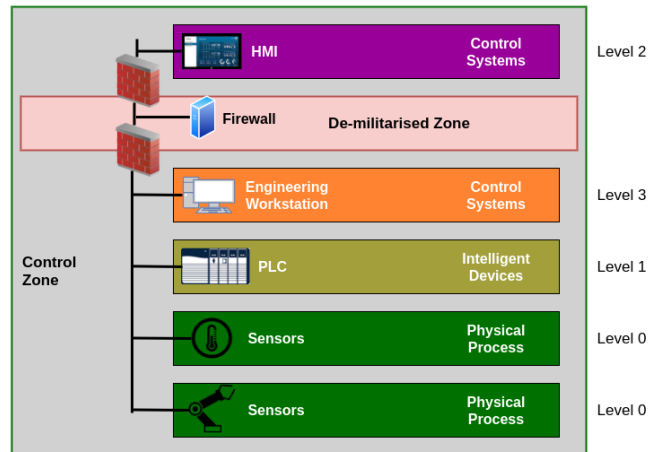 HMI
Control
Systems
Level 2
Firewall
De-militarised Zone
Engineering
Workstation
Control
Systems
Level 3
Control
Zone
PLC
Intelligent
Devices
Level 1
Sensors
Physical
Process
Level 0
Sensors
Physical
Process
Level 0